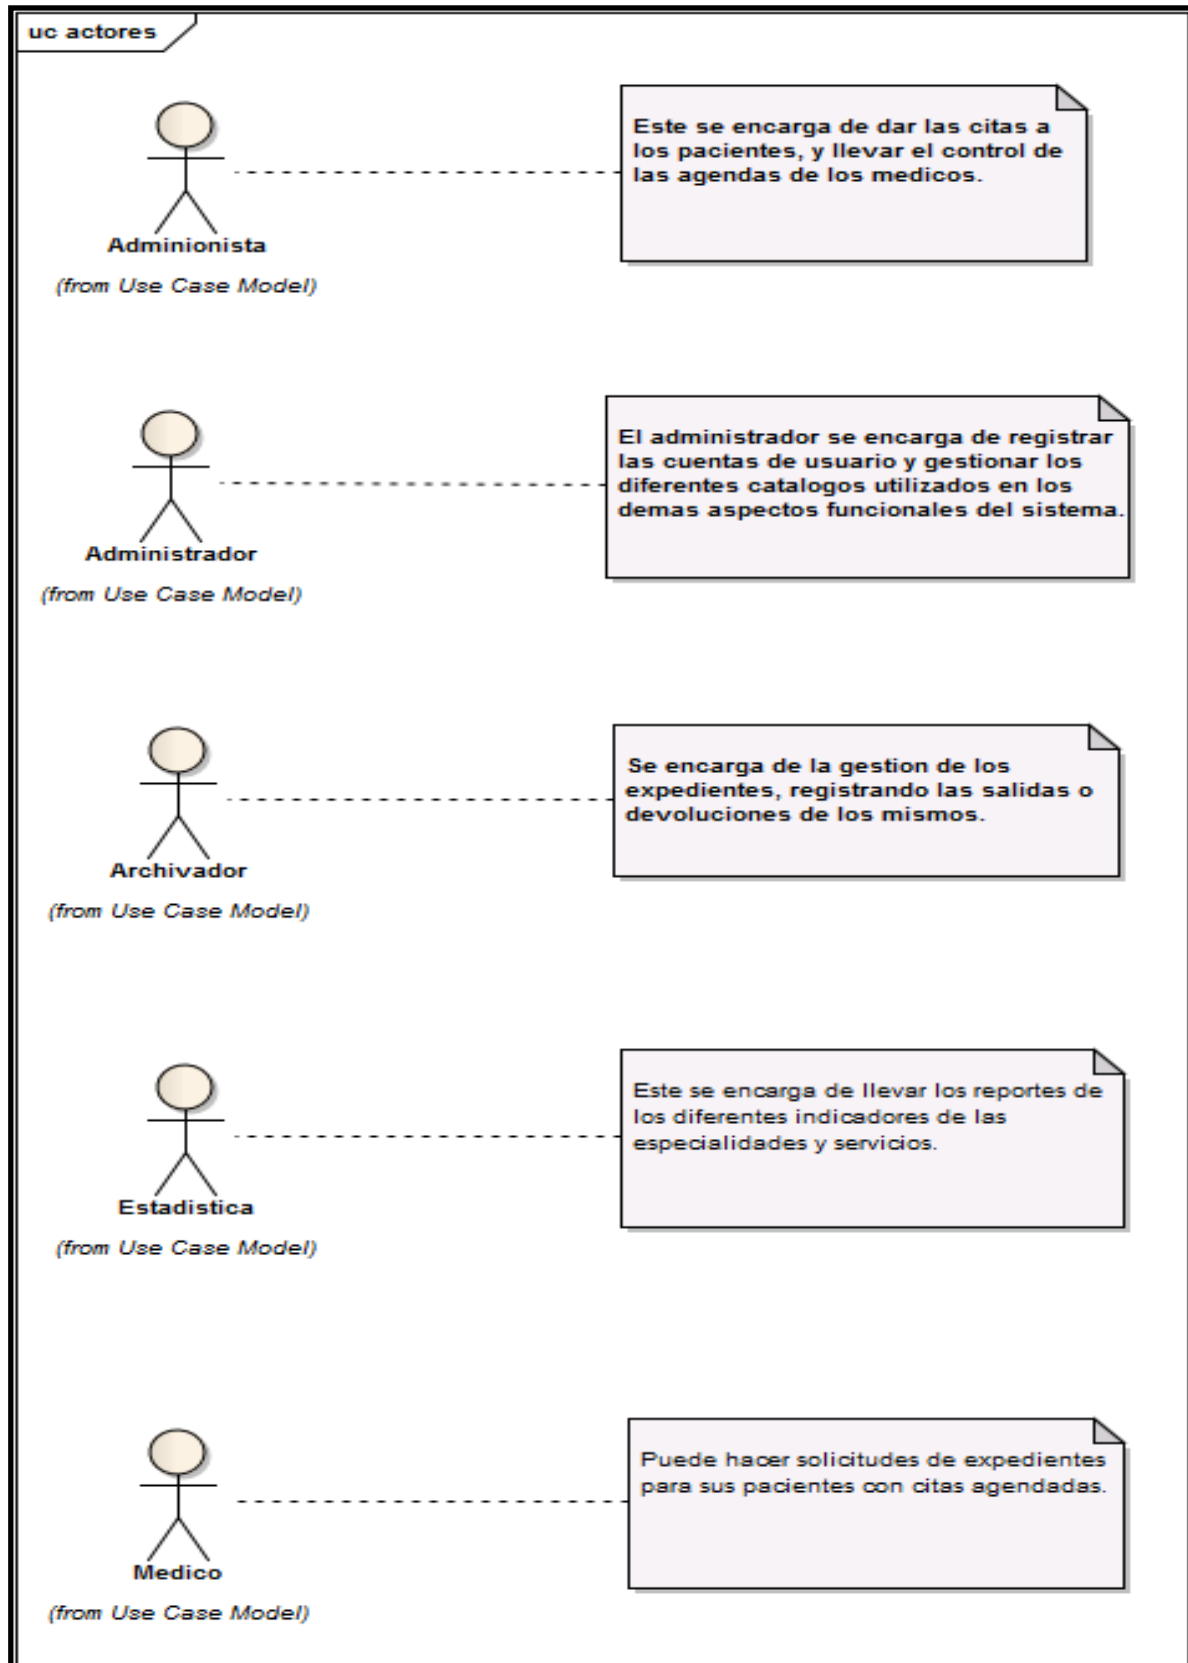 uc actores
Este se encarga de dar las citas a
los pacientes, y llevar el control de
las agendas de los medicos.
Adminionista
(from Use Case Model)
El administrador se encarga de registrar
las cuentas de usuario y gestionar los
diferentes catalogos utilizados en los
demas aspectos funcionales del sistema.
Administrador
(from Use Case Model)
Se encarga de la gestion de los
expedientes, registrando las salidas o
devoluciones de los mismos.
Archivador
(from Use Case Model)
Este se encarga de llevar los reportes de
los diferentes indicadores de las
especialidades y servicios.
Estadistica
(from Use Case Model)
Puede hacer solicitudes de expedientes
para sus pacientes con citas agendadas.
Medico
(from Use Case Model)